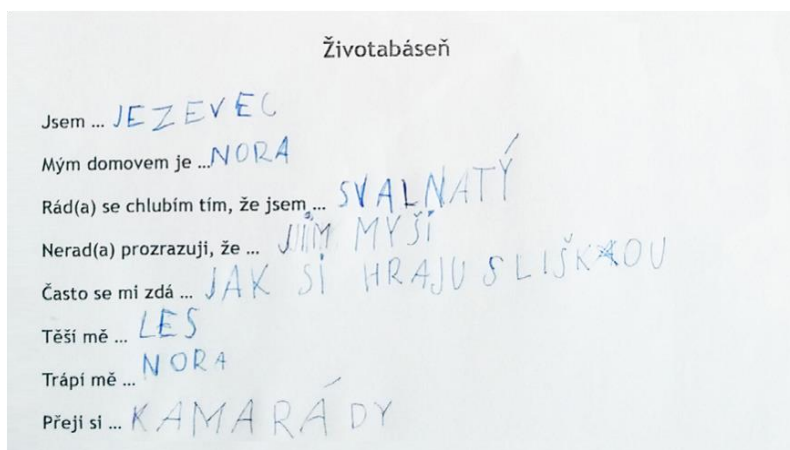 Životabáseň
Jsem ... JEZEVEC
Mým domovem je ...NORA
Rád(a) se chlubím tím, že jsem ... SVALNATÝ
Nerad(a) prozrazuji, že ... JÍM MYŠI
Často se mi zdá ... JAK SI HRAJU S LIŠKOU
Těší mě ... LES
Trápí mě ... NORA
Přeji si ... KAMARÁDY